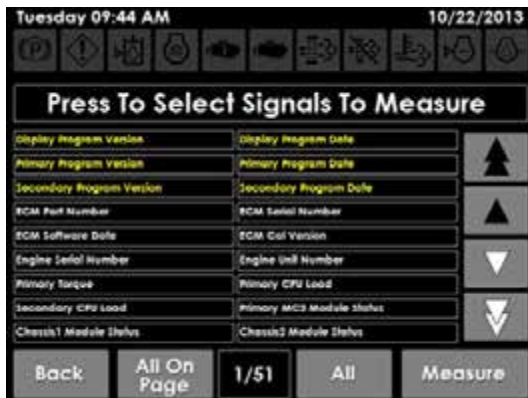 Tuesday 09:44 AM 10/22/2013
(P)
Press To Select Signals To Measure
Display Program Version Display Program Date
Primary Program Version Primary Program Date
Secondary Program Version Secondary Program Date
ECM Part Number ECM Serial Number
ECM Software Date ECM Cal Version
Engine Serial Number Engine Unit Number
Primary Torque Primary CPU Load
Secondary CPU Load Primary MC3 Module Status
Chassis1 Module Status Chassis2 Module Status
Back All On Page 1/51 All Measure